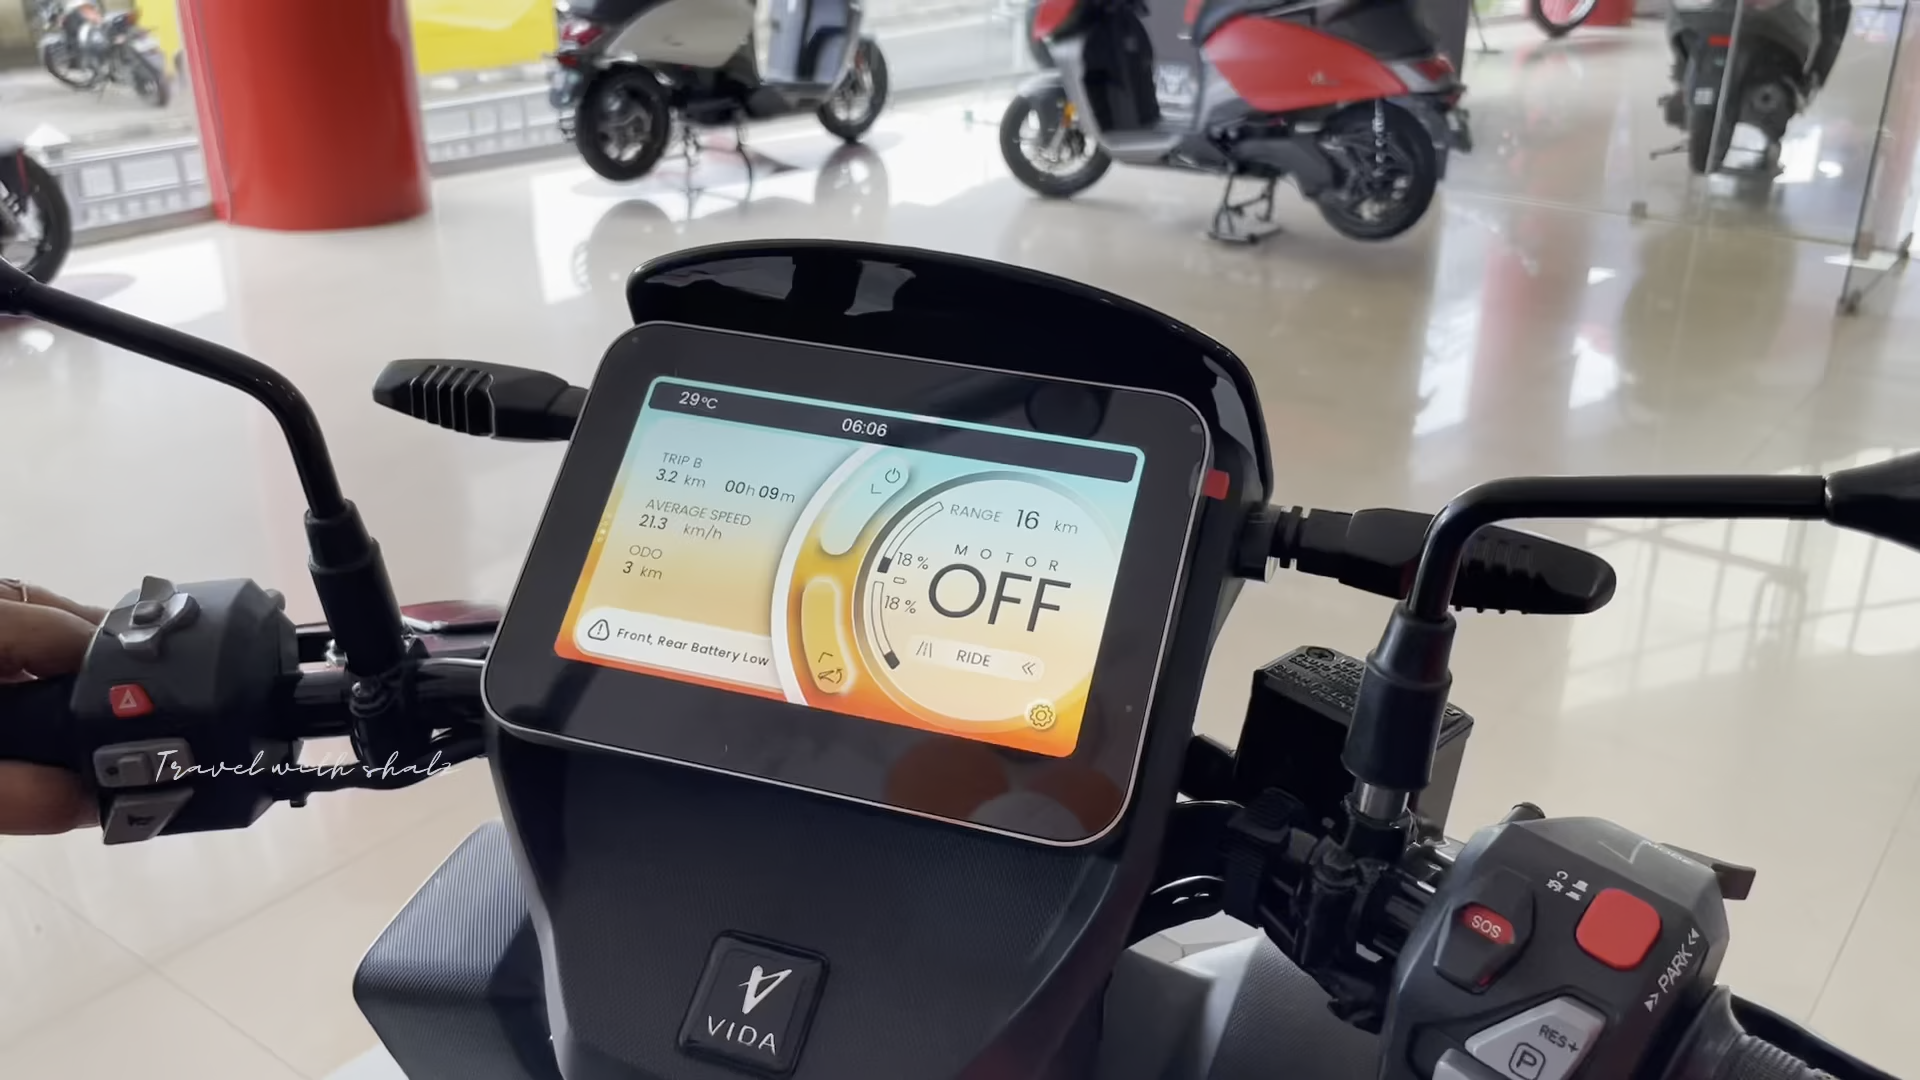 29°C
06:06
TRIP B
3.2 km 00h 09m
AVERAGE SPEED
21.3 km/h
ODO
3 km
Front, Rear Battery Low
RANGE 16 km
MOTOR
OFF
18 %
18 %
RIDE
Travel with shalz
VIDA
SOS
PARK
RES+
P